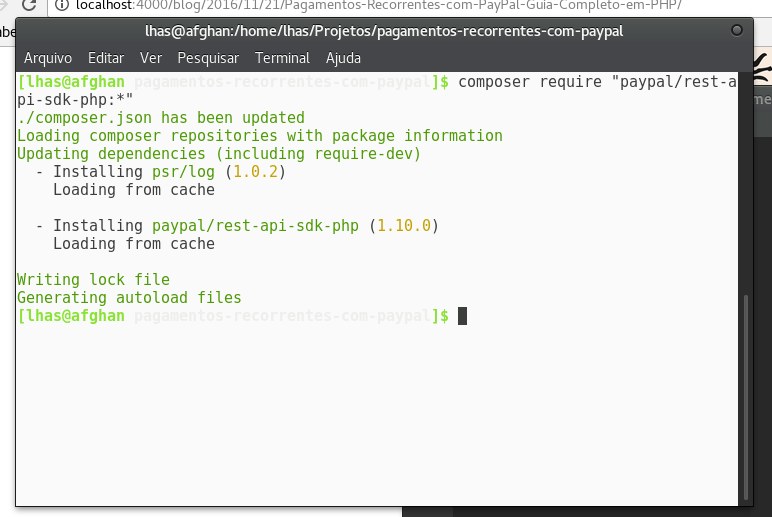 localhost:4000/blog/2016/11/21/Pagamentos-Recorrentes-com-PayPal-Guia-Completo-em-PHP/
lhas@afghan:/home/lhas/Projetos/pagamentos-recorrentes-com-paypal
Arquivo Editar Ver Pesquisar Terminal Ajuda
[lhas@afghan pagamentos-recorrentes-com-paypal]$ composer require "paypal/rest-a
pi-sdk-php:*"
./composer.json has been updated
Loading composer repositories with package information
Updating dependencies (including require-dev)
- Installing psr/log (1.0.2)
Loading from cache
- Installing paypal/rest-api-sdk-php (1.10.0)
Loading from cache
Writing lock file
Generating autoload files
[lhas@afghan pagamentos-recorrentes-com-paypal]$